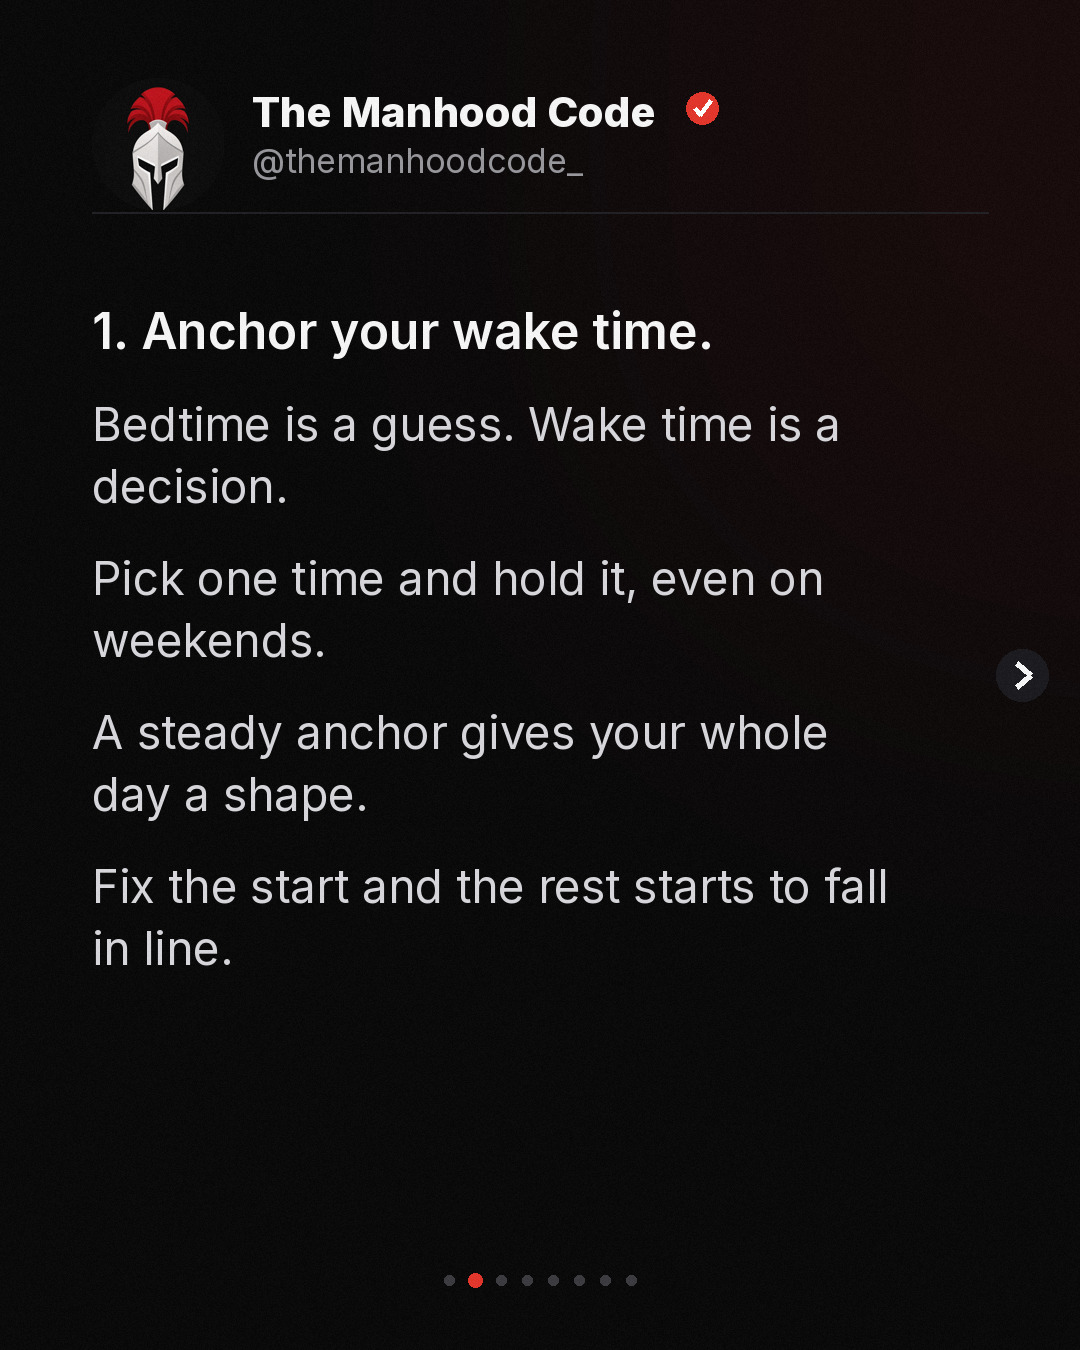 The Manhood Code
@themanhoodcode_
1. Anchor your wake time.
Bedtime is a guess. Wake time is a
decision.
Pick one time and hold it, even on
weekends.
A steady anchor gives your whole
day a shape.
Fix the start and the rest starts to fall
in line.